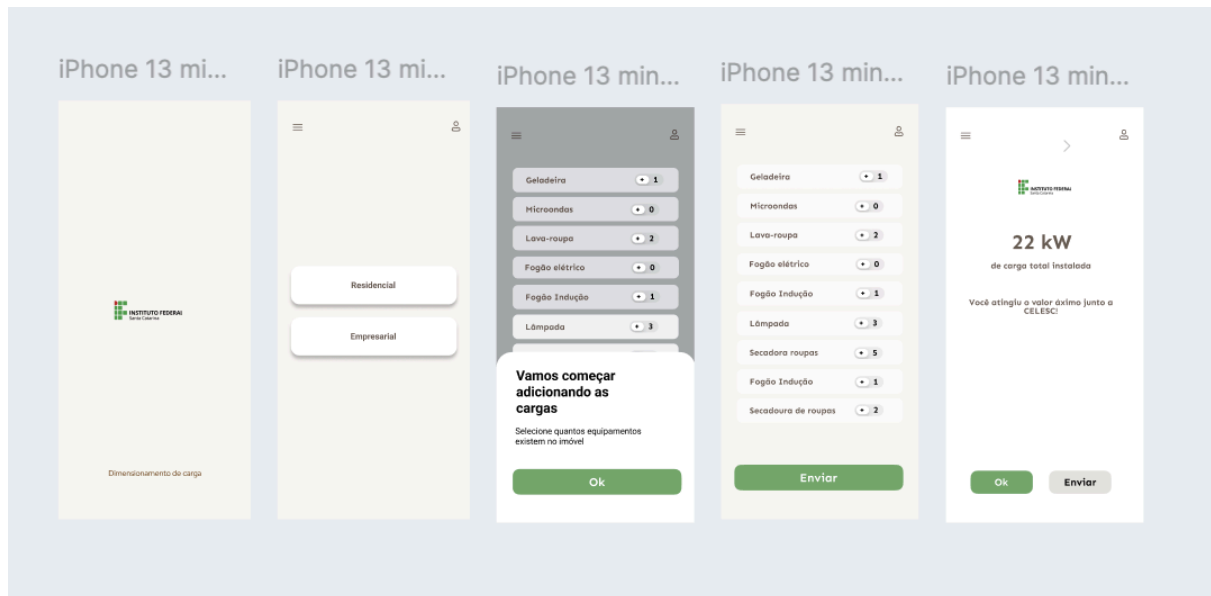 iPhone 13 mi...
INSTITUTO FEDERAL
Santa Catarina
Dimensionamento de carga
iPhone 13 mi...
Residencial
Empresarial
iPhone 13 min...
Geladeira 1
Microondas 0
Lava-roupa 2
Fogão elétrico 0
Fogão Indução 1
Lâmpada 3
Vamos começar
adicionando as
cargas
Selecione quantos equipamentos
existem no imóvel
Ok
iPhone 13 min...
Geladeira 1
Microondas 0
Lava-roupa 2
Fogão elétrico 0
Fogão Indução 1
Lâmpada 3
Secadora roupas 5
Fogão Indução 1
Secadoura de roupas 2
Enviar
iPhone 13 min...
INSTITUTO FEDERAL
Santa Catarina
22 kW
de carga total instalada
Você atingiu o valor áximo junto a
CELESC!
Ok
Enviar